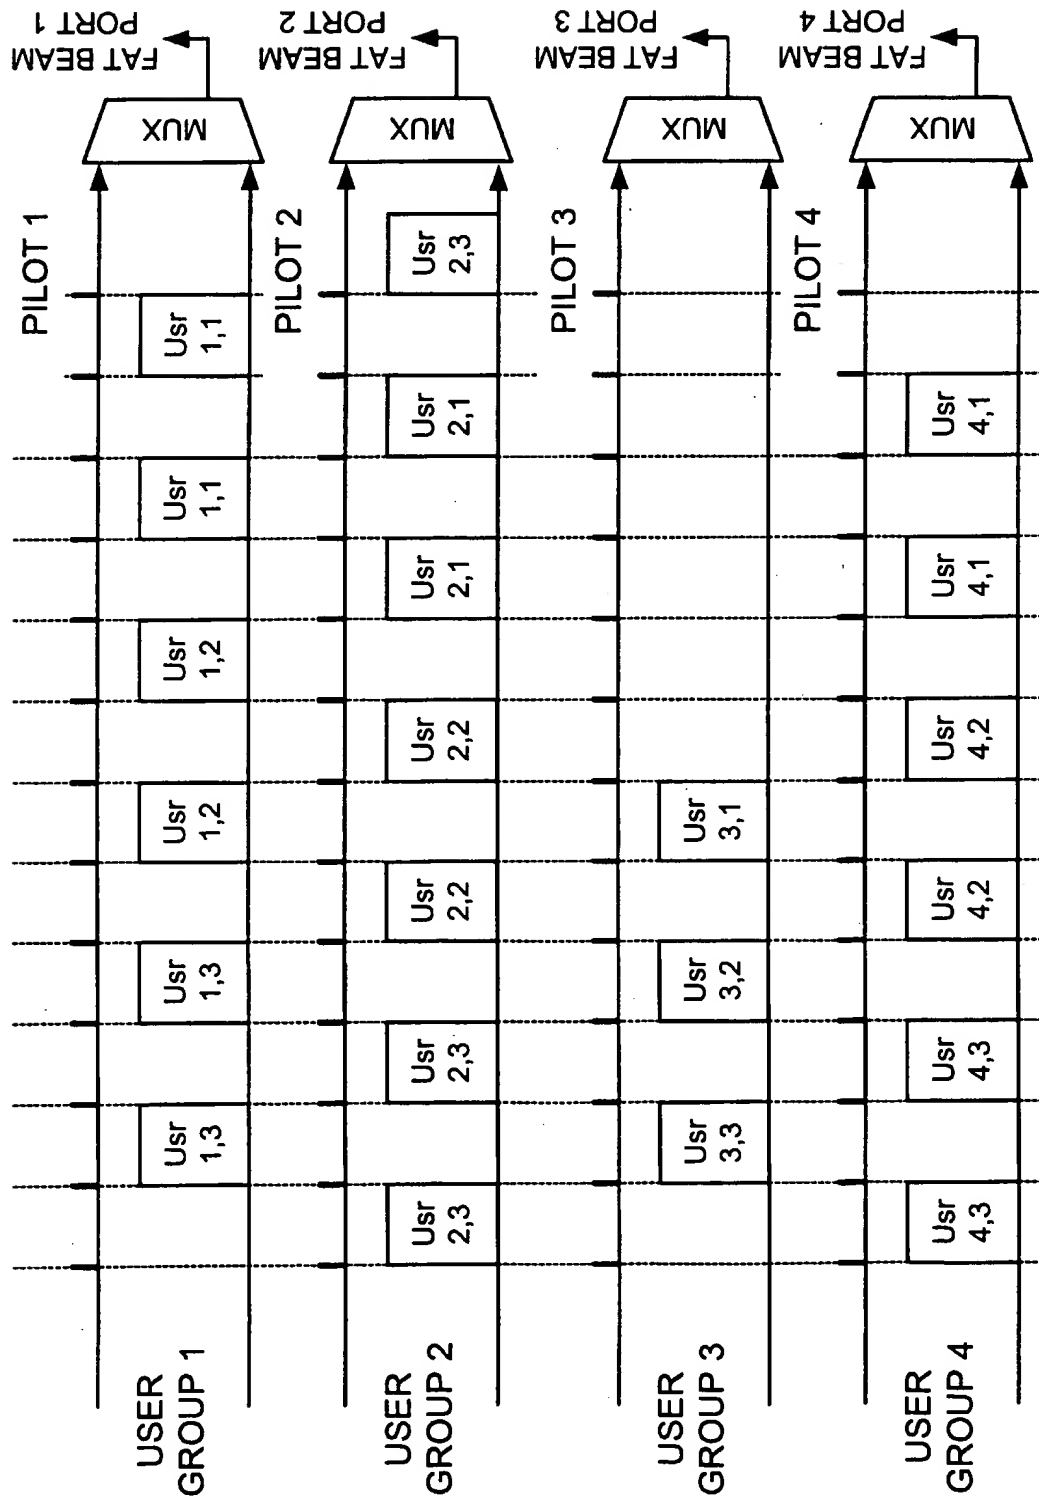 USER
GROUP 1
Usr
1,3
Usr
1,3
Usr
1,2
Usr
1,2
Usr
1,1
Usr
1,1
PILOT 1
MUX
FAT BEAM
PORT 1
USER
GROUP 2
Usr
2,3
Usr
2,3
Usr
2,2
Usr
2,2
Usr
2,1
Usr
2,1
Usr
2,3
PILOT 2
MUX
FAT BEAM
PORT 2
USER
GROUP 3
Usr
3,3
Usr
3,2
Usr
3,1
PILOT 3
MUX
FAT BEAM
PORT 3
USER
GROUP 4
Usr
4,3
Usr
4,3
Usr
4,2
Usr
4,2
Usr
4,1
Usr
4,1
PILOT 4
MUX
FAT BEAM
PORT 4